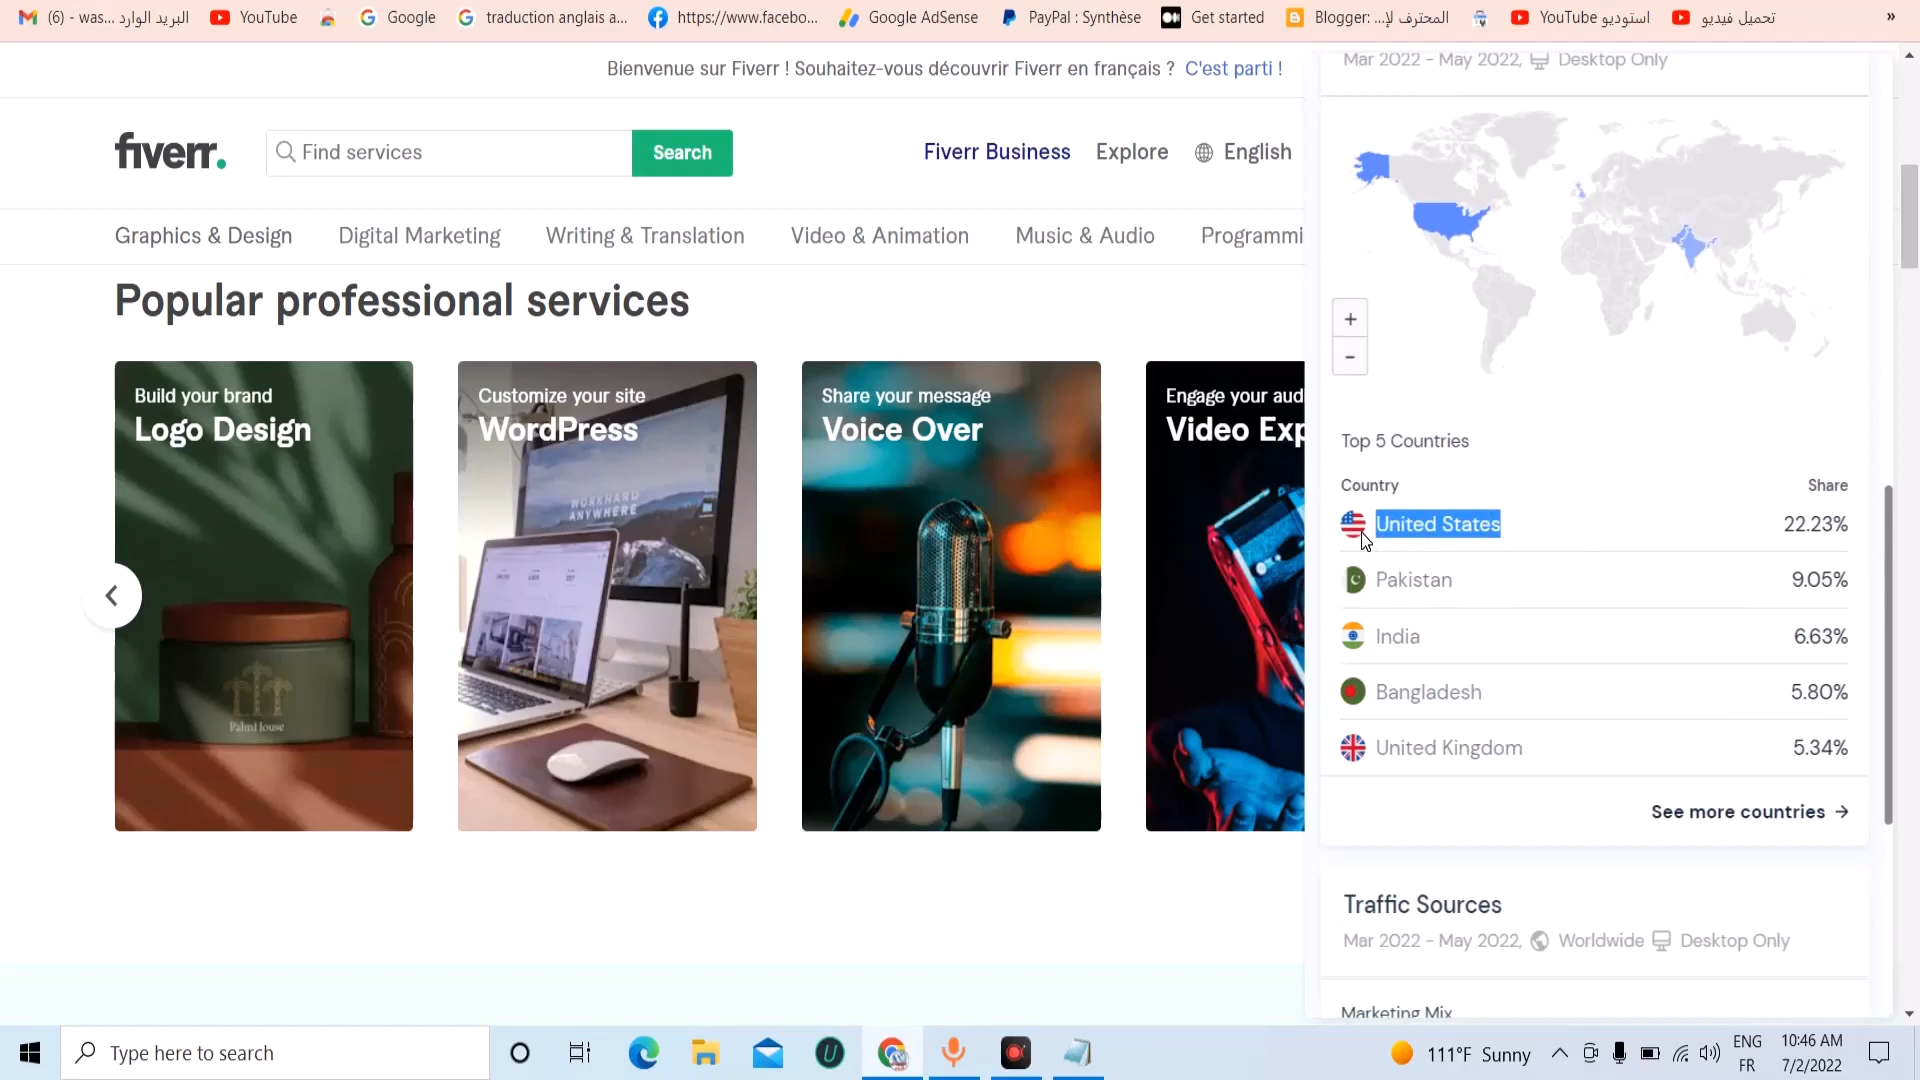 (6) البريد الوارد - was...
YouTube
Google
traduction anglais a...
https://www.facebo...
Google AdSense
PayPal : Synthèse
Get started
Blogger: ...المحترف لإ
YouTube استوديو
تحميل فيديو
»
Bienvenue sur Fiverr ! Souhaitez-vous découvrir Fiverr en français ? C'est parti !
fiverr.
Find services
Search
Fiverr Business
Explore
English
Graphics & Design
Digital Marketing
Writing & Translation
Video & Animation
Music & Audio
Programmi
Popular professional services
Build your brand
Logo Design
PalmHouse
Customize your site
WordPress
WORKHARD
ANYWHERE
Share your message
Voice Over
Engage your aud
Video Exp
Mar 2022 - May 2022, Desktop Only
+
-
Top 5 Countries
Country Share
United States 22.23%
Pakistan 9.05%
India 6.63%
Bangladesh 5.80%
United Kingdom 5.34%
See more countries →
Traffic Sources
Mar 2022 - May 2022, Worldwide Desktop Only
Marketing Mix
Type here to search
111°F Sunny
ENG
FR
10:46 AM
7/2/2022